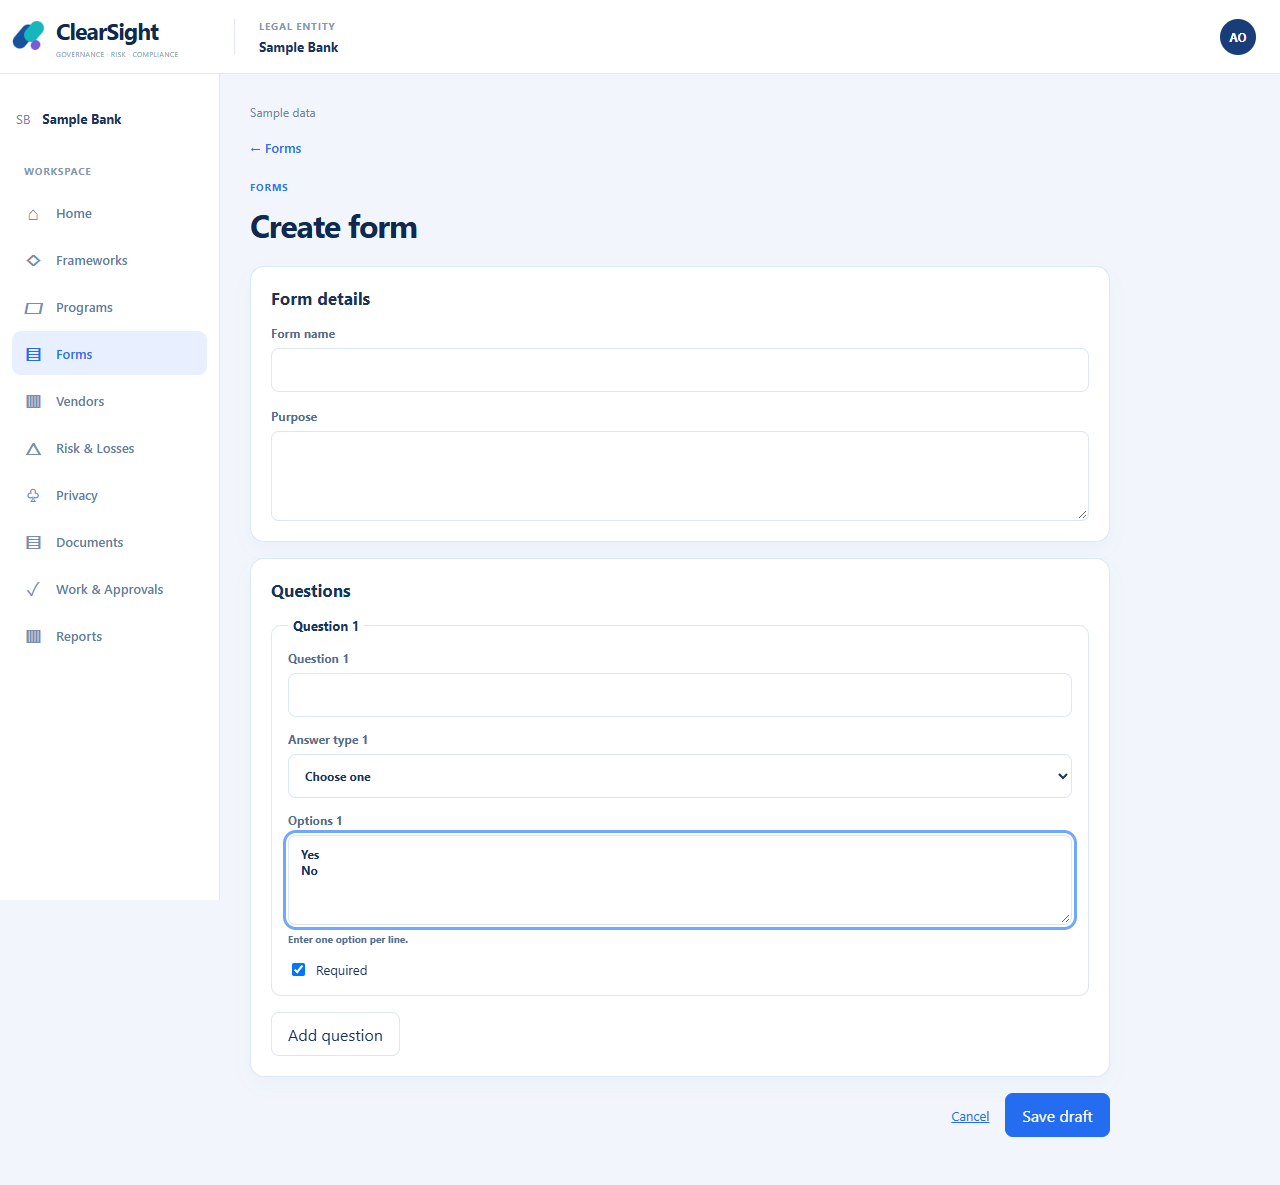 ClearSight
GOVERNANCE · RISK · COMPLIANCE
LEGAL ENTITY
Sample Bank
AO
SB Sample Bank
WORKSPACE
Home
Frameworks
Programs
Forms
Vendors
Risk & Losses
Privacy
Documents
Work & Approvals
Reports
Sample data
← Forms
FORMS
Create form
Form details
Form name
Purpose
Questions
Question 1
Question 1
Answer type 1
Choose one
Options 1
Yes
No
Enter one option per line.
Required
Add question
Cancel
Save draft